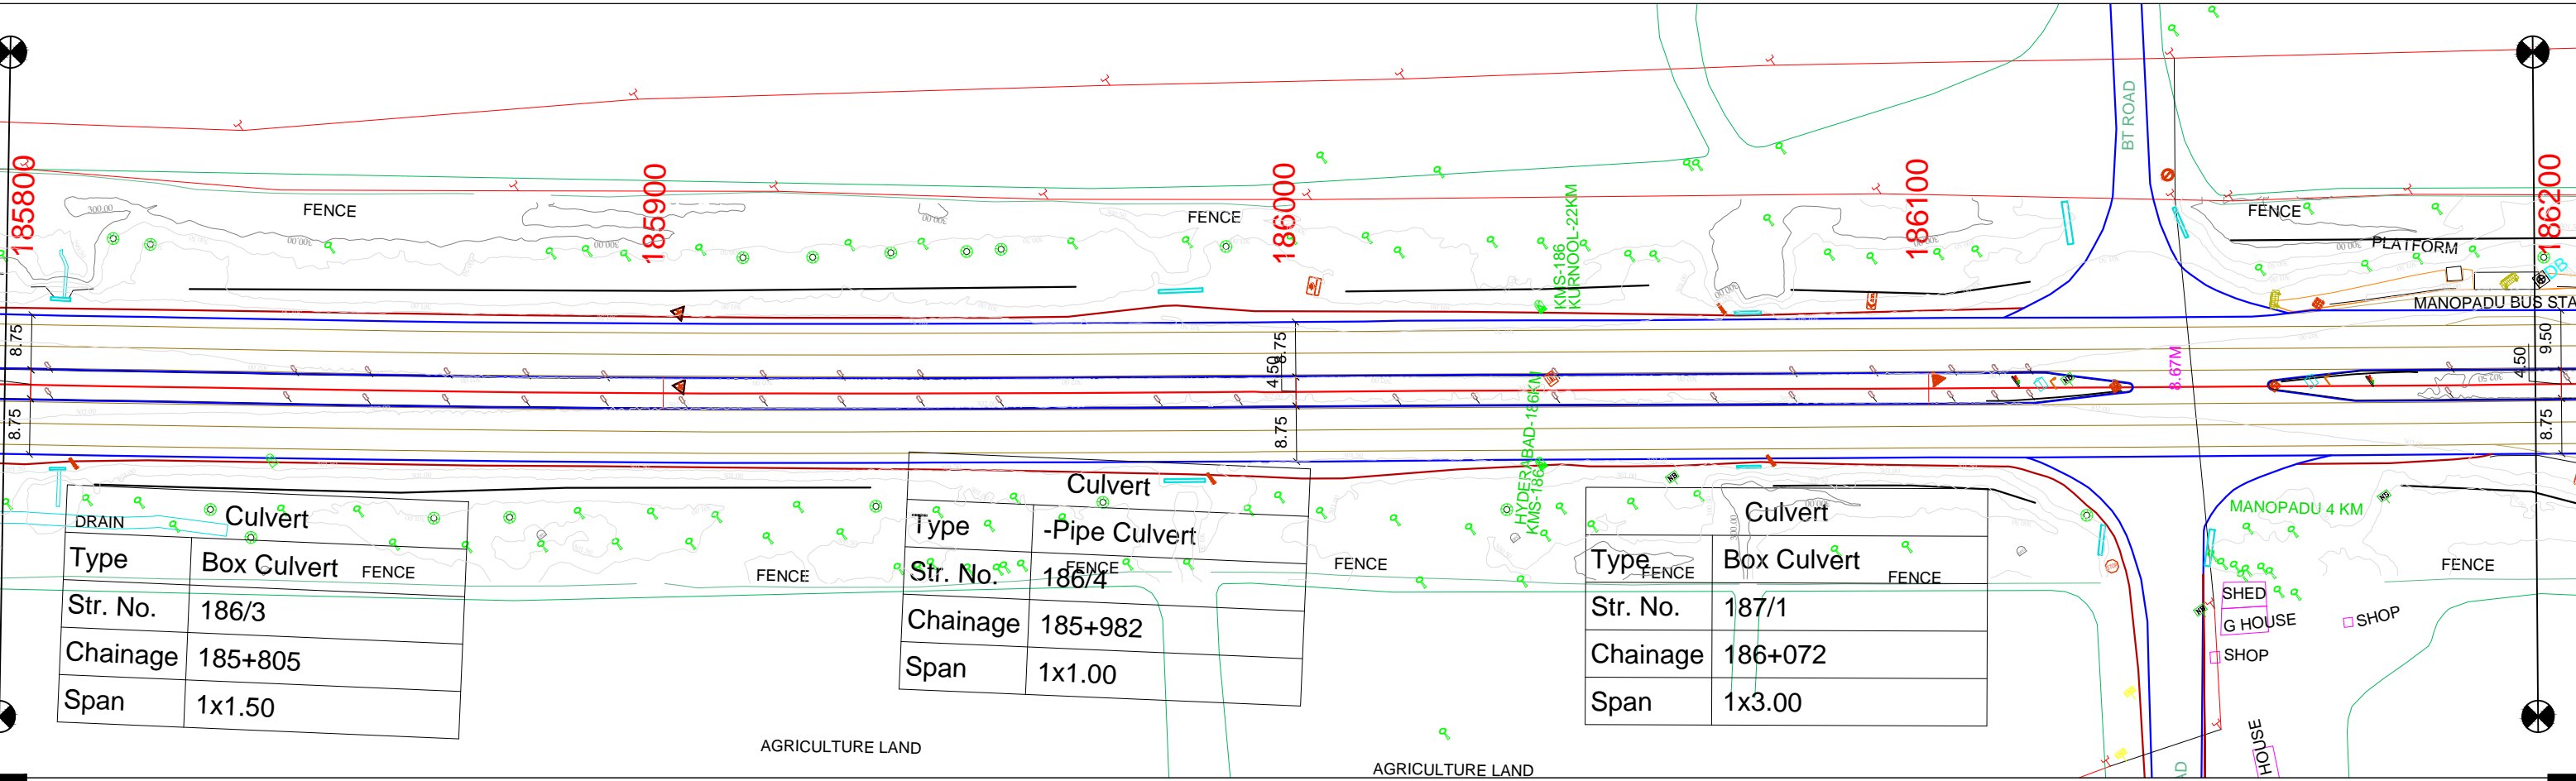 BT ROAD
185800
185900
186000
186100
186200
FENCE
FENCE
FENCE
300.00
KMS-186
KURNOOL-22KM
PLATFORM
MANOPADU BUS STA
8.75
8.75
8.75
4.50
8.75
8.67M
4.50
9.50
8.75
HYDERABAD-186KM
KMS-186
MANOPADU 4 KM
DRAIN
Culvert
Type Box Culvert
Str. No. 186/3
Chainage 185+805
Span 1x1.50
FENCE
FENCE
Culvert
Type -Pipe Culvert
Str. No. 186/4
Chainage 185+982
Span 1x1.00
FENCE
FENCE
Culvert
Type Box Culvert
Str. No. 187/1
Chainage 186+072
Span 1x3.00
FENCE
FENCE
FENCE
SHED
G HOUSE
SHOP
SHOP
HOUSE
AGRICULTURE LAND
AGRICULTURE LAND
AD